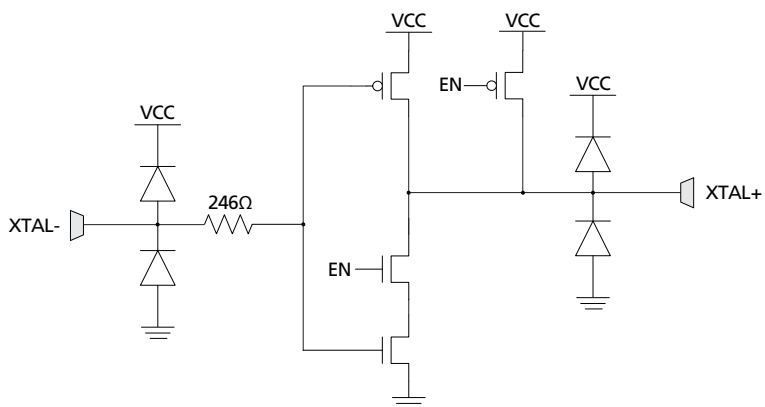 VCC
VCC
EN
VCC
VCC
246Ω
XTAL-
XTAL+
EN